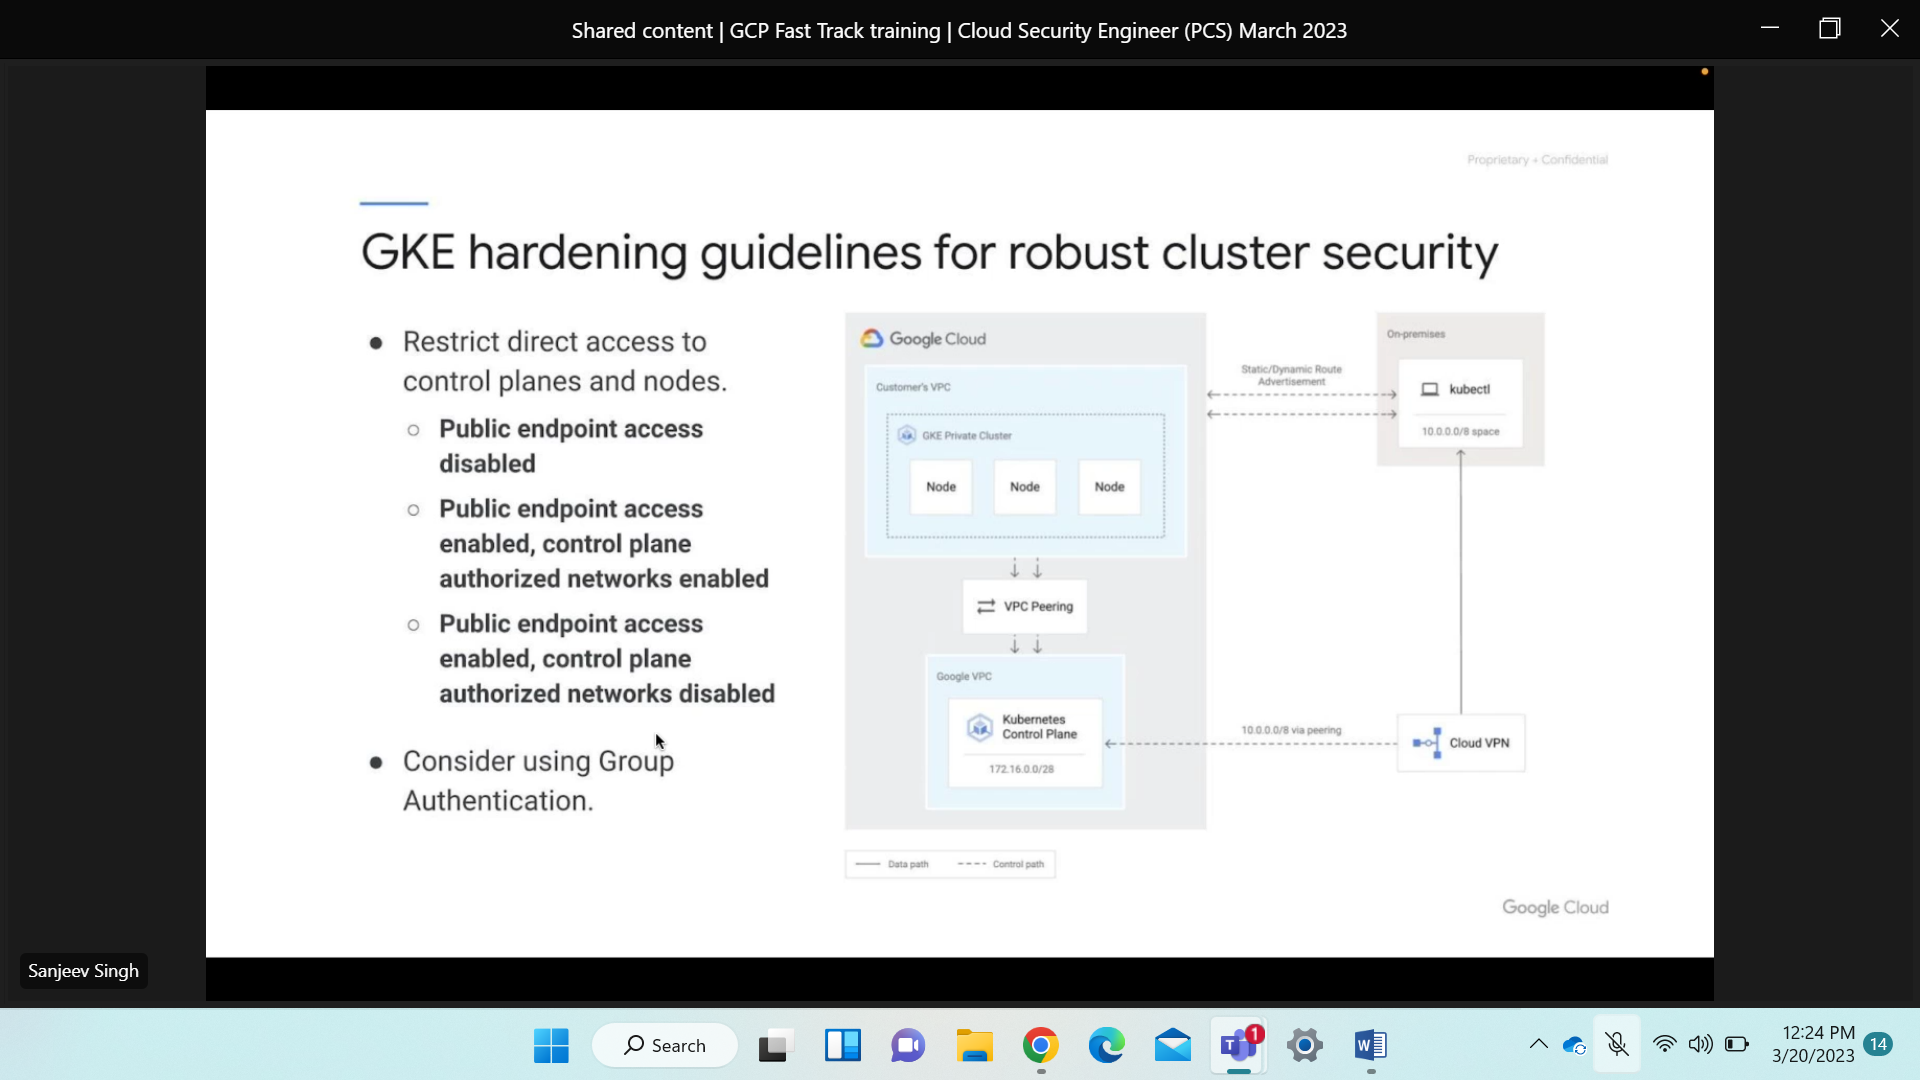 Shared content | GCP Fast Track training | Cloud Security Engineer (PCS) March 2023
Proprietary + Confidential
GKE hardening guidelines for robust cluster security
● Restrict direct access to
control planes and nodes.
○ Public endpoint access
disabled
○ Public endpoint access
enabled, control plane
authorized networks enabled
○ Public endpoint access
enabled, control plane
authorized networks disabled
● Consider using Group
Authentication.
Google Cloud
Customer's VPC
GKE Private Cluster
Node
Node
Node
VPC Peering
Google VPC
Kubernetes
Control Plane
172.16.0.0/28
Static/Dynamic Route
Advertisement
On-premises
kubectl
10.0.0.0/8 space
10.0.0.0/8 via peering
Cloud VPN
Data path
Control path
Google Cloud
Sanjeev Singh
Search
T
1
W
12:24 PM
3/20/2023
14